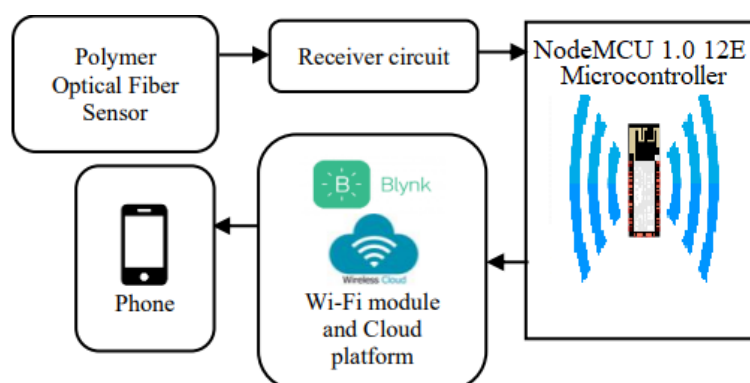 Polymer
Optical Fiber
Sensor
Receiver circuit
NodeMCU 1.0 12E
Microcontroller
B
Blynk
Wireless Cloud
Wi-Fi module
and Cloud
platform
Phone